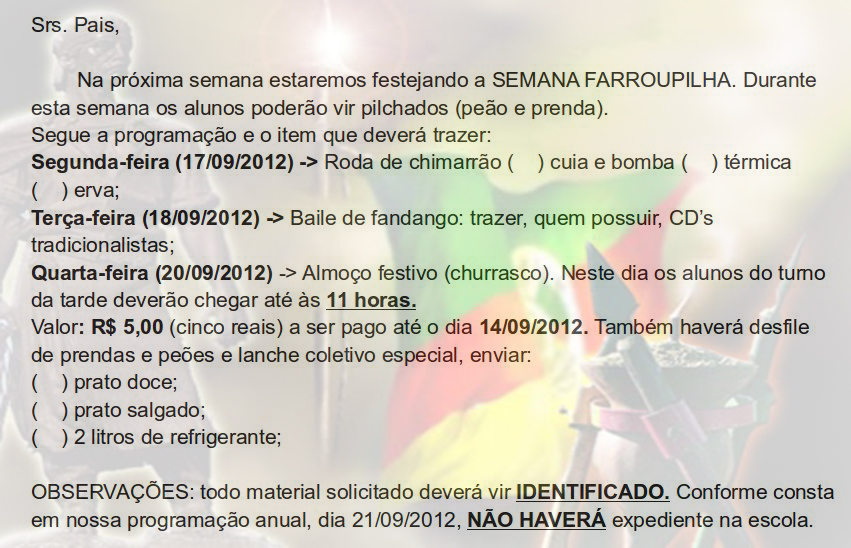 Srs. Pais,
Na próxima semana estaremos festejando a SEMANA FARROUPILHA. Durante
esta semana os alunos poderão vir pilchados (peão e prenda).
Segue a programação e o item que deverá trazer:
Segunda-feira (17/09/2012) -> Roda de chimarrão (    ) cuia e bomba (    ) térmica
(    ) erva;
Terça-feira (18/09/2012) -> Baile de fandango: trazer, quem possuir, CD’s
tradicionalistas;
Quarta-feira (20/09/2012) -> Almoço festivo (churrasco). Neste dia os alunos do turno
da tarde deverão chegar até às 11 horas.
Valor: R$ 5,00 (cinco reais) a ser pago até o dia 14/09/2012. Também haverá desfile
de prendas e peões e lanche coletivo especial, enviar:
(    ) prato doce;
(    ) prato salgado;
(    ) 2 litros de refrigerante;
OBSERVAÇÕES: todo material solicitado deverá vir IDENTIFICADO. Conforme consta
em nossa programação anual, dia 21/09/2012, NÃO HAVERÁ expediente na escola.